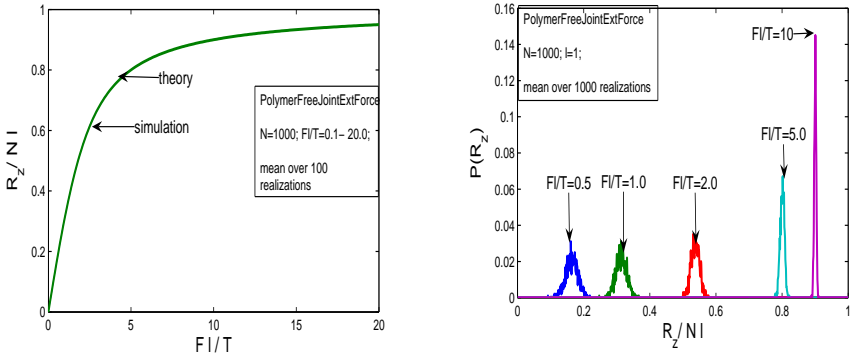 1
0.8
0.6
0.4
0.2
0
0
5
10
15
20
R_z/ N l
F l / T
theory
simulation
PolymerFreeJointExtForce
N=1000; Fl/T=0.1– 20.0;
mean over 100
realizations
0.16
0.14
0.12
0.1
0.08
0.06
0.04
0.02
0
0
0.2
0.4
0.6
0.8
1
P(R_z)
R_z/ N l
PolymerFreeJointExtForce
N=1000; l=1;
mean over 1000 realizations
Fl/T=10
Fl/T=5.0
Fl/T=0.5
Fl/T=1.0
Fl/T=2.0